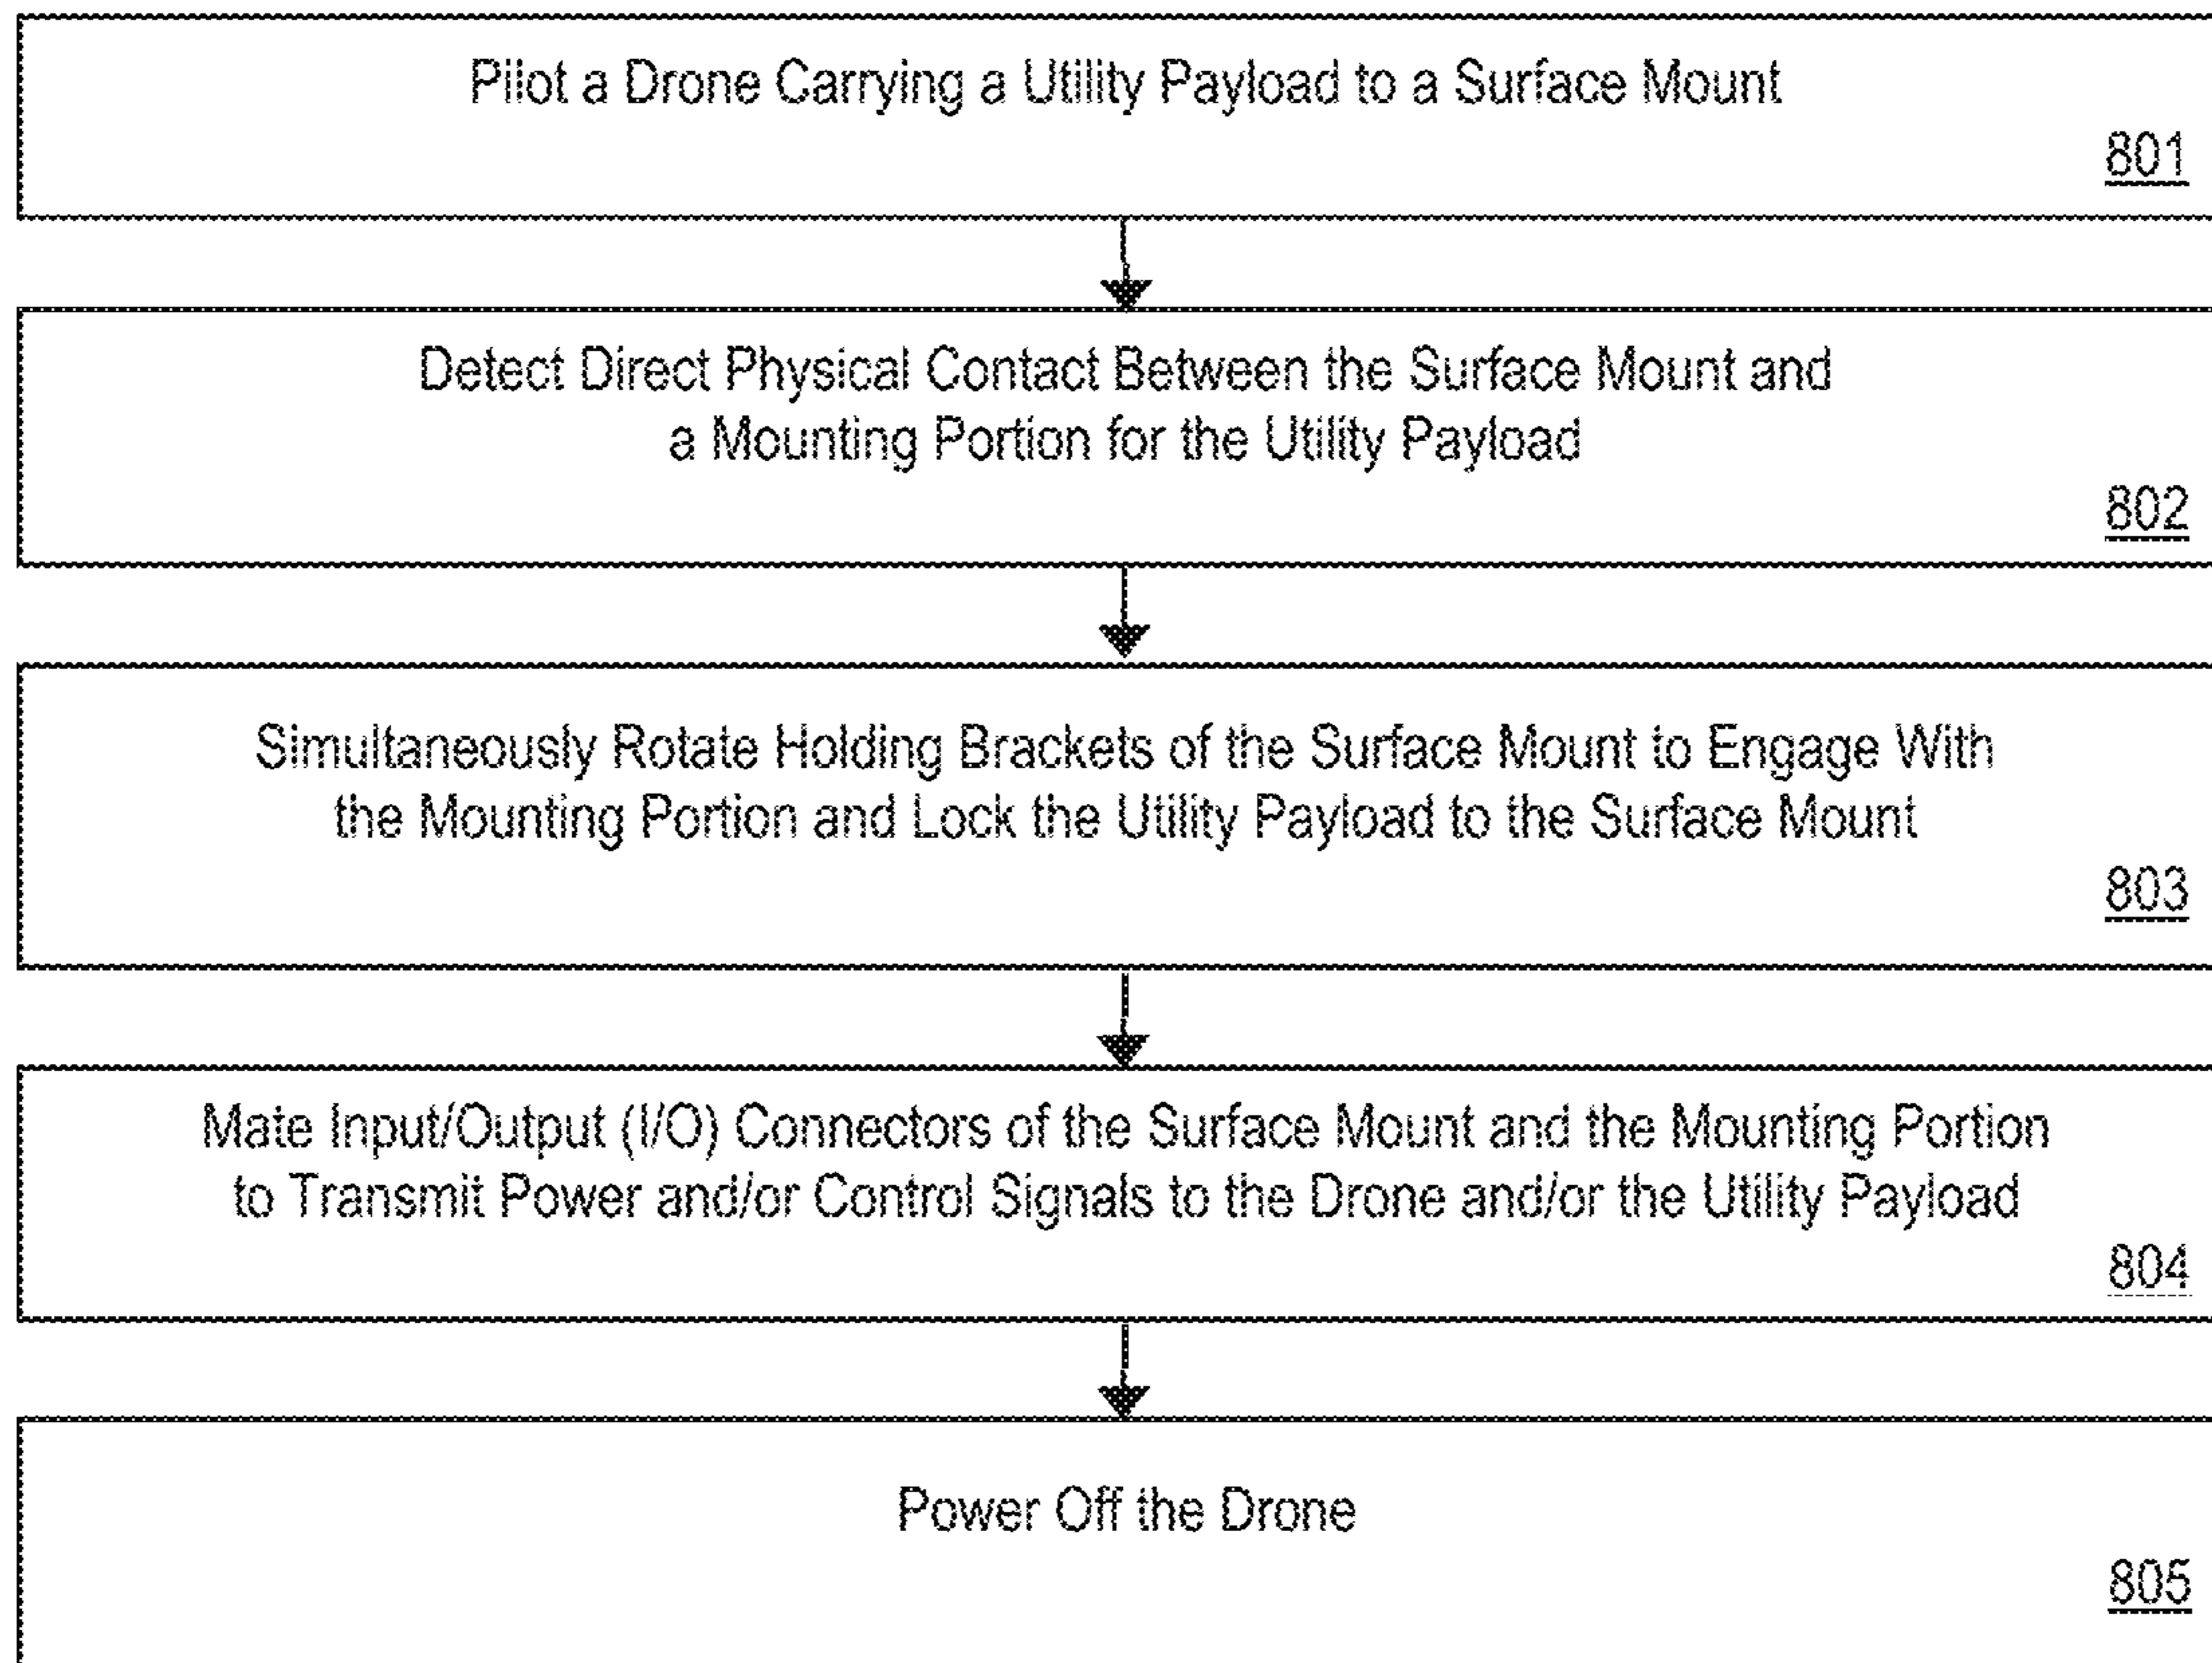 Pilot a Drone Carrying a Utility Payload to a Surface Mount
801
Detect Direct Physical Contact Between the Surface Mount and
a Mounting Portion for the Utility Payload
802
Simultaneously Rotate Holding Brackets of the Surface Mount to Engage With
the Mounting Portion and Lock the Utility Payload to the Surface Mount
803
Mate Input/Output (I/O) Connectors of the Surface Mount and the Mounting Portion
to Transmit Power and/or Control Signals to the Drone and/or the Utility Payload
804
Power Off the Drone
805